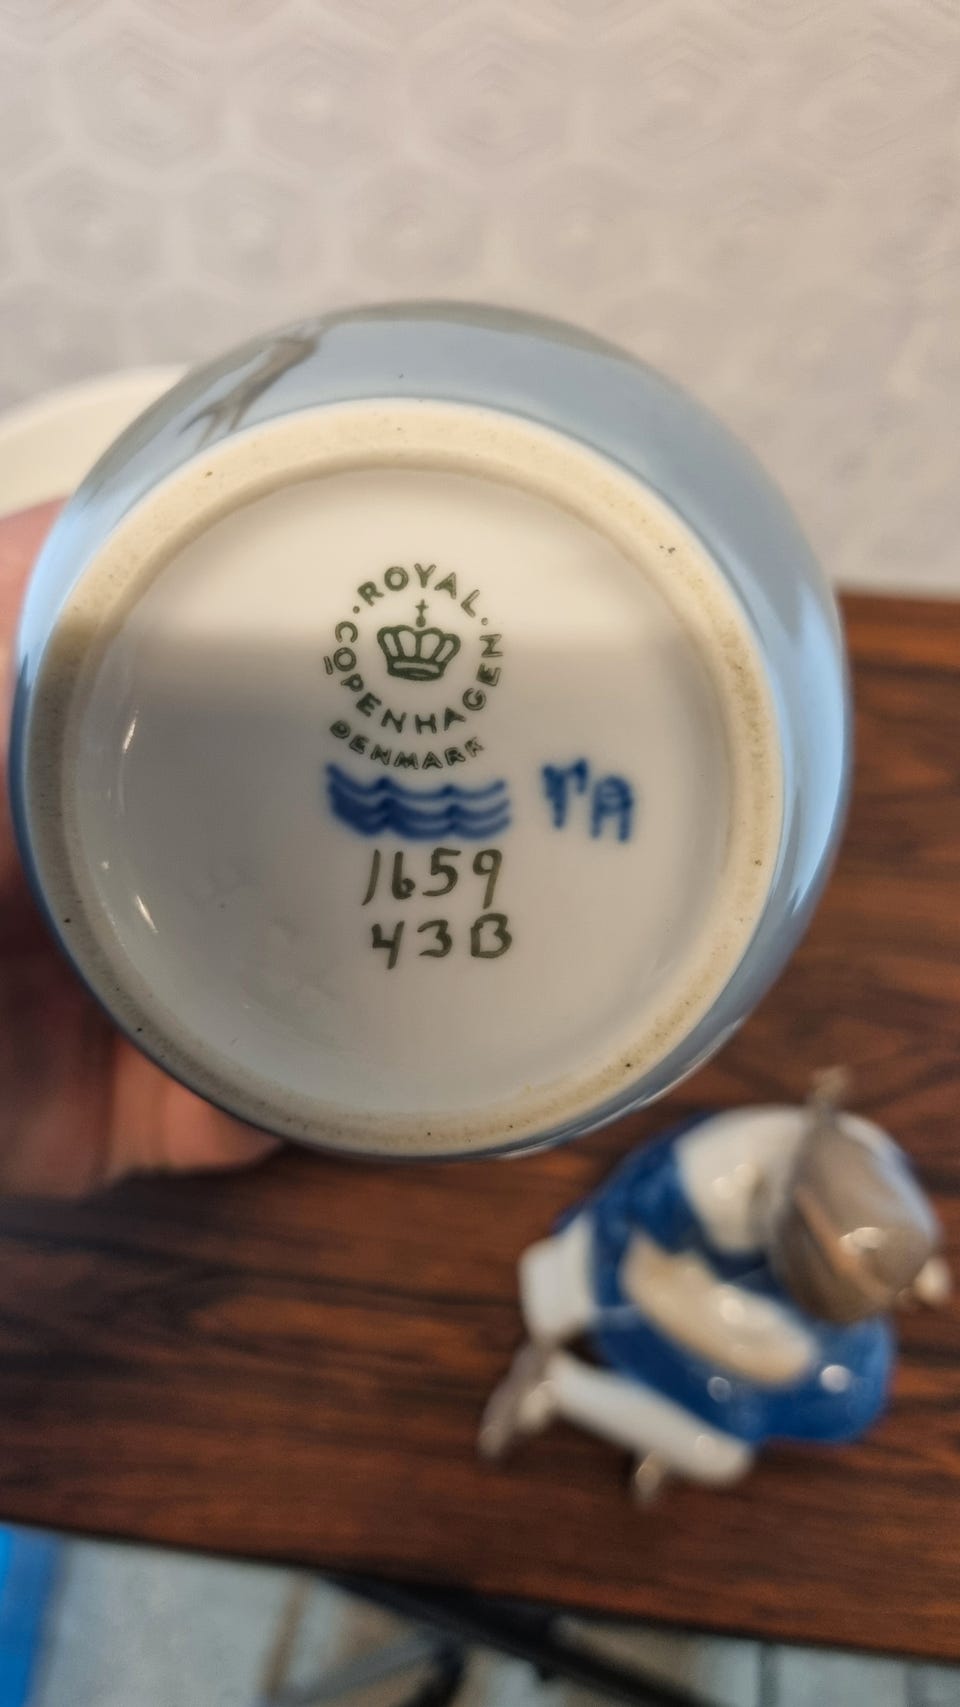 ROYAL
COPENHAGEN
DENMARK
1659
43B